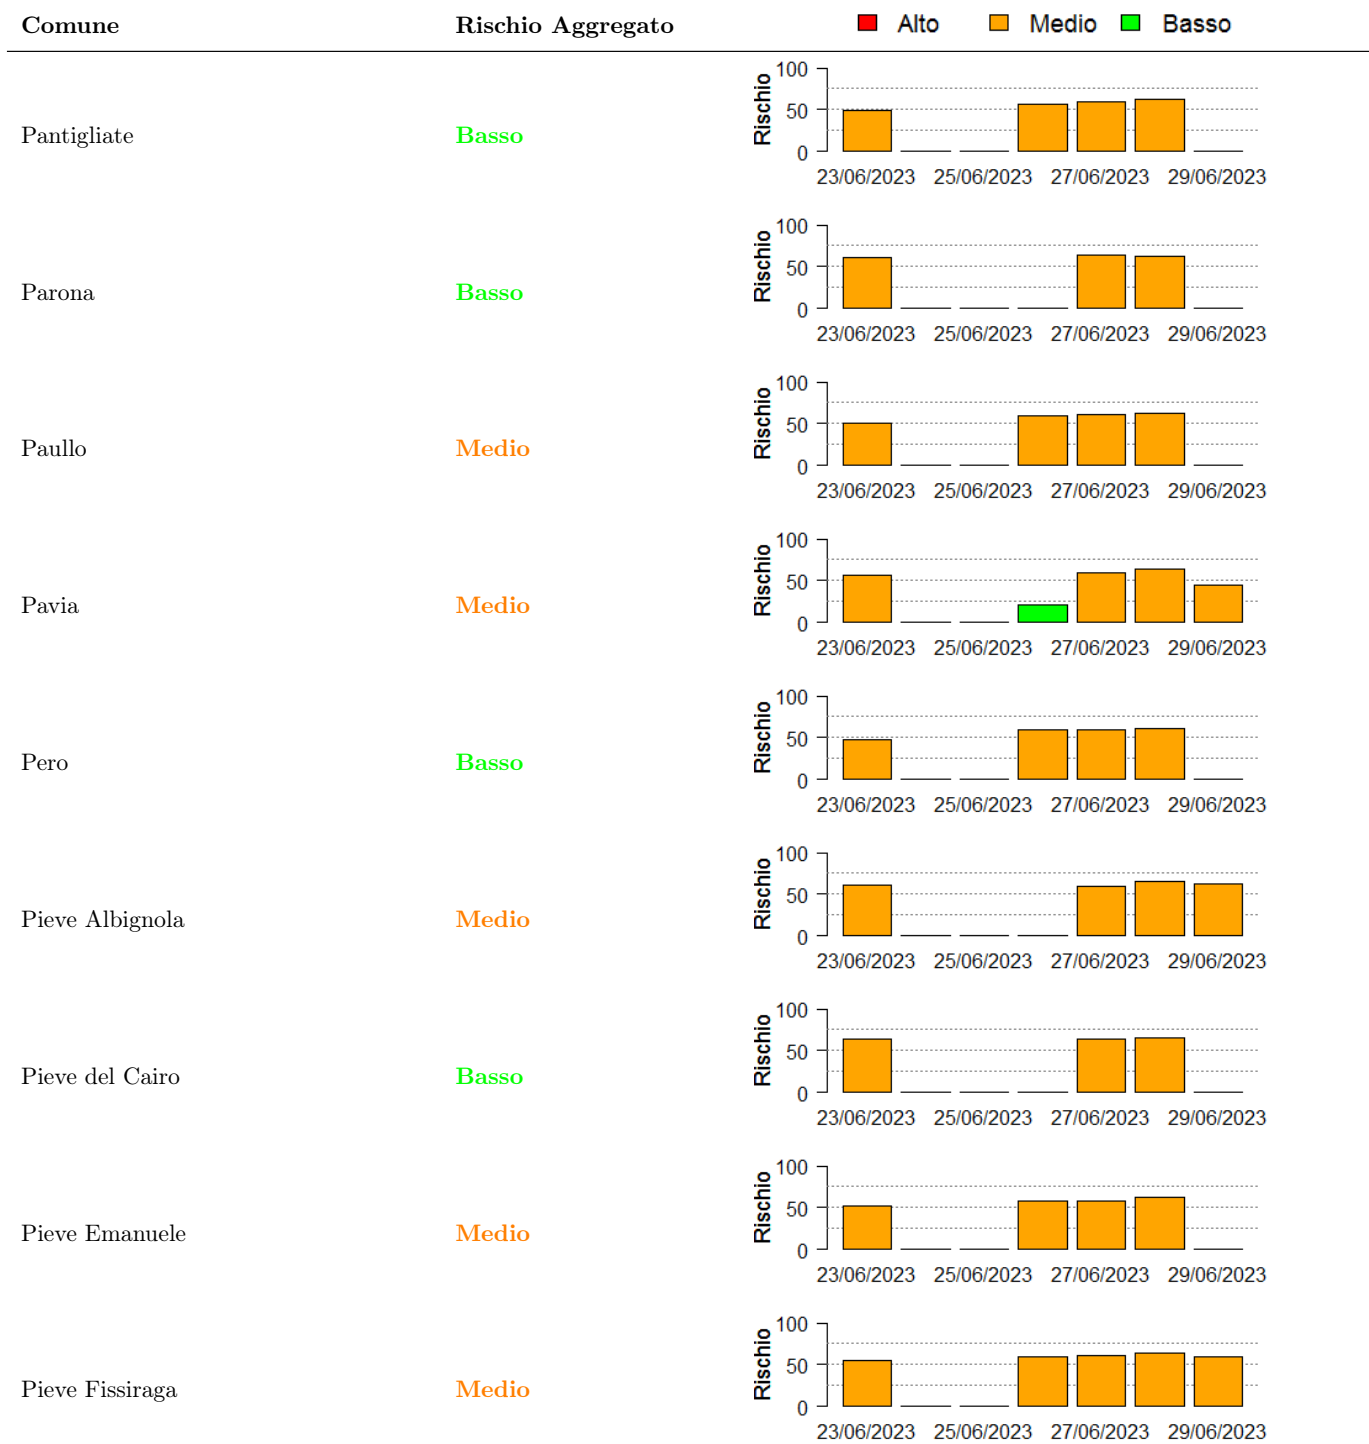 Comune Rischio Aggregato Alto Medio Basso
100
50
0
Rischio
Pantigliate Basso
23/06/2023 25/06/2023 27/06/2023 29/06/2023
100
50
0
Rischio
Parona Basso
23/06/2023 25/06/2023 27/06/2023 29/06/2023
100
50
0
Rischio
Paullo Medio
23/06/2023 25/06/2023 27/06/2023 29/06/2023
100
50
0
Rischio
Pavia Medio
23/06/2023 25/06/2023 27/06/2023 29/06/2023
100
50
0
Rischio
Pero Basso
23/06/2023 25/06/2023 27/06/2023 29/06/2023
100
50
0
Rischio
Pieve Albignola Medio
23/06/2023 25/06/2023 27/06/2023 29/06/2023
100
50
0
Rischio
Pieve del Cairo Basso
23/06/2023 25/06/2023 27/06/2023 29/06/2023
100
50
0
Rischio
Pieve Emanuele Medio
23/06/2023 25/06/2023 27/06/2023 29/06/2023
100
50
0
Rischio
Pieve Fissiraga Medio
23/06/2023 25/06/2023 27/06/2023 29/06/2023